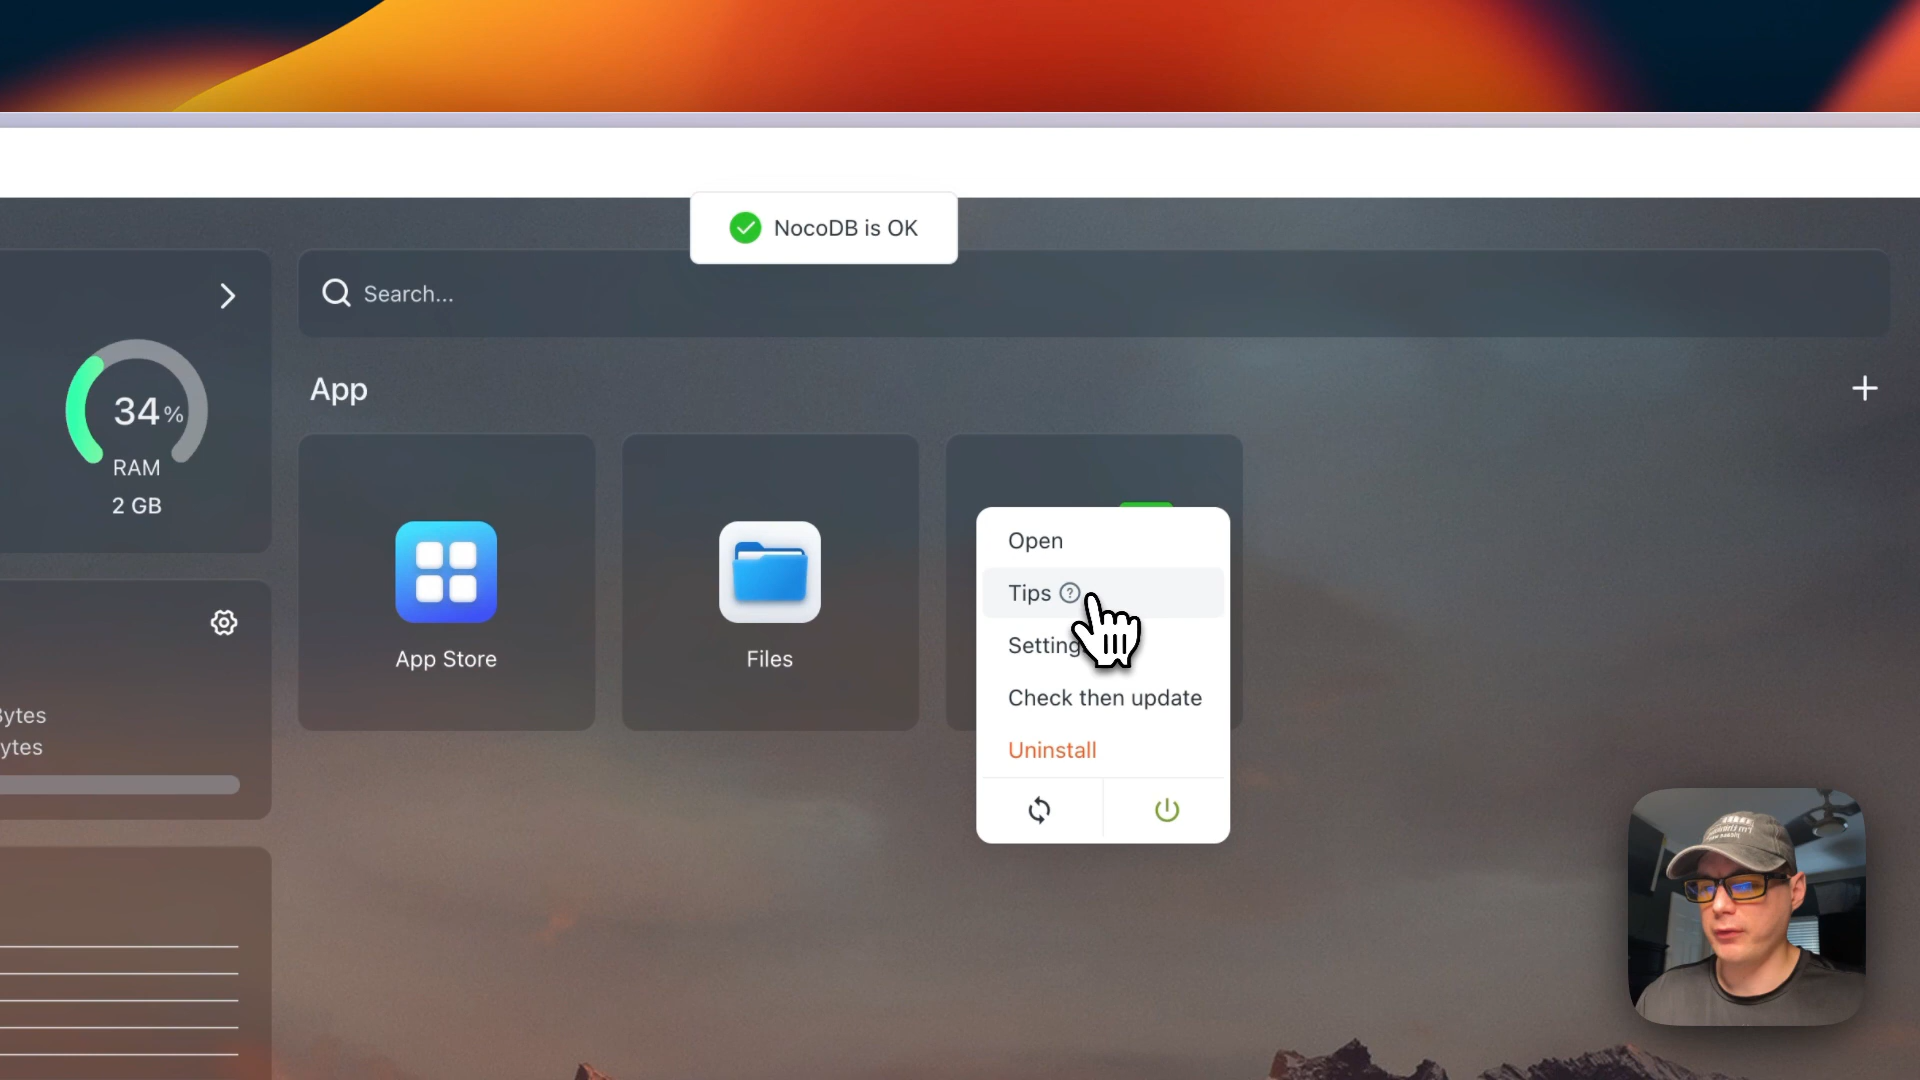 NocoDB is OK
Search...
34%
RAM
2 GB
App
App Store
Files
Open
Tips
Setting
Check then update
Uninstall
Bytes
ytes